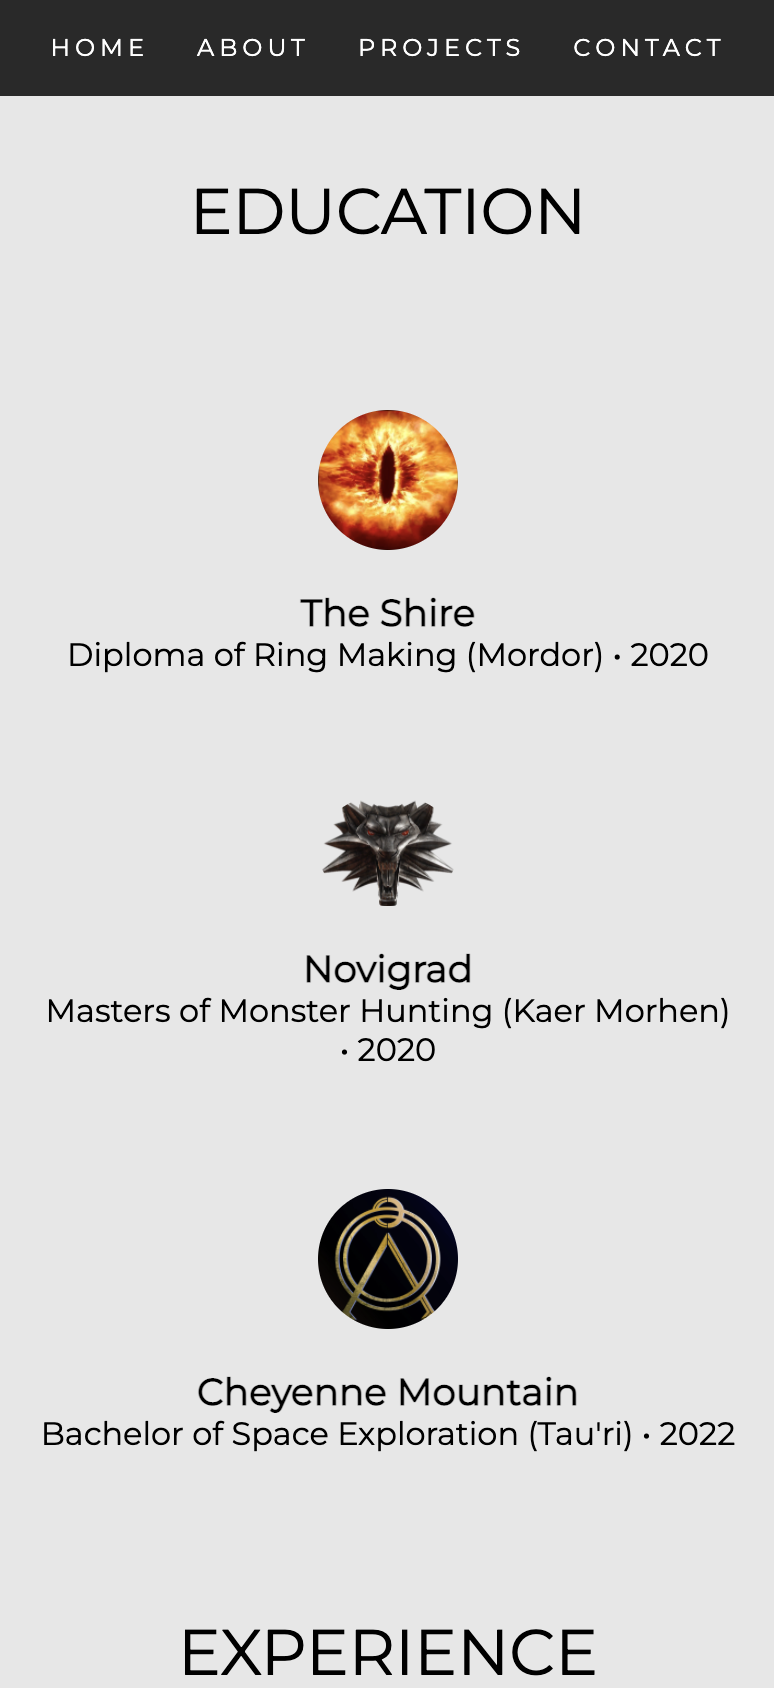 HOME ABOUT PROJECTS CONTACT
EDUCATION
The Shire
Diploma of Ring Making (Mordor) • 2020
Novigrad
Masters of Monster Hunting (Kaer Morhen)
• 2020
Cheyenne Mountain
Bachelor of Space Exploration (Tau'ri) • 2022
EXPERIENCE